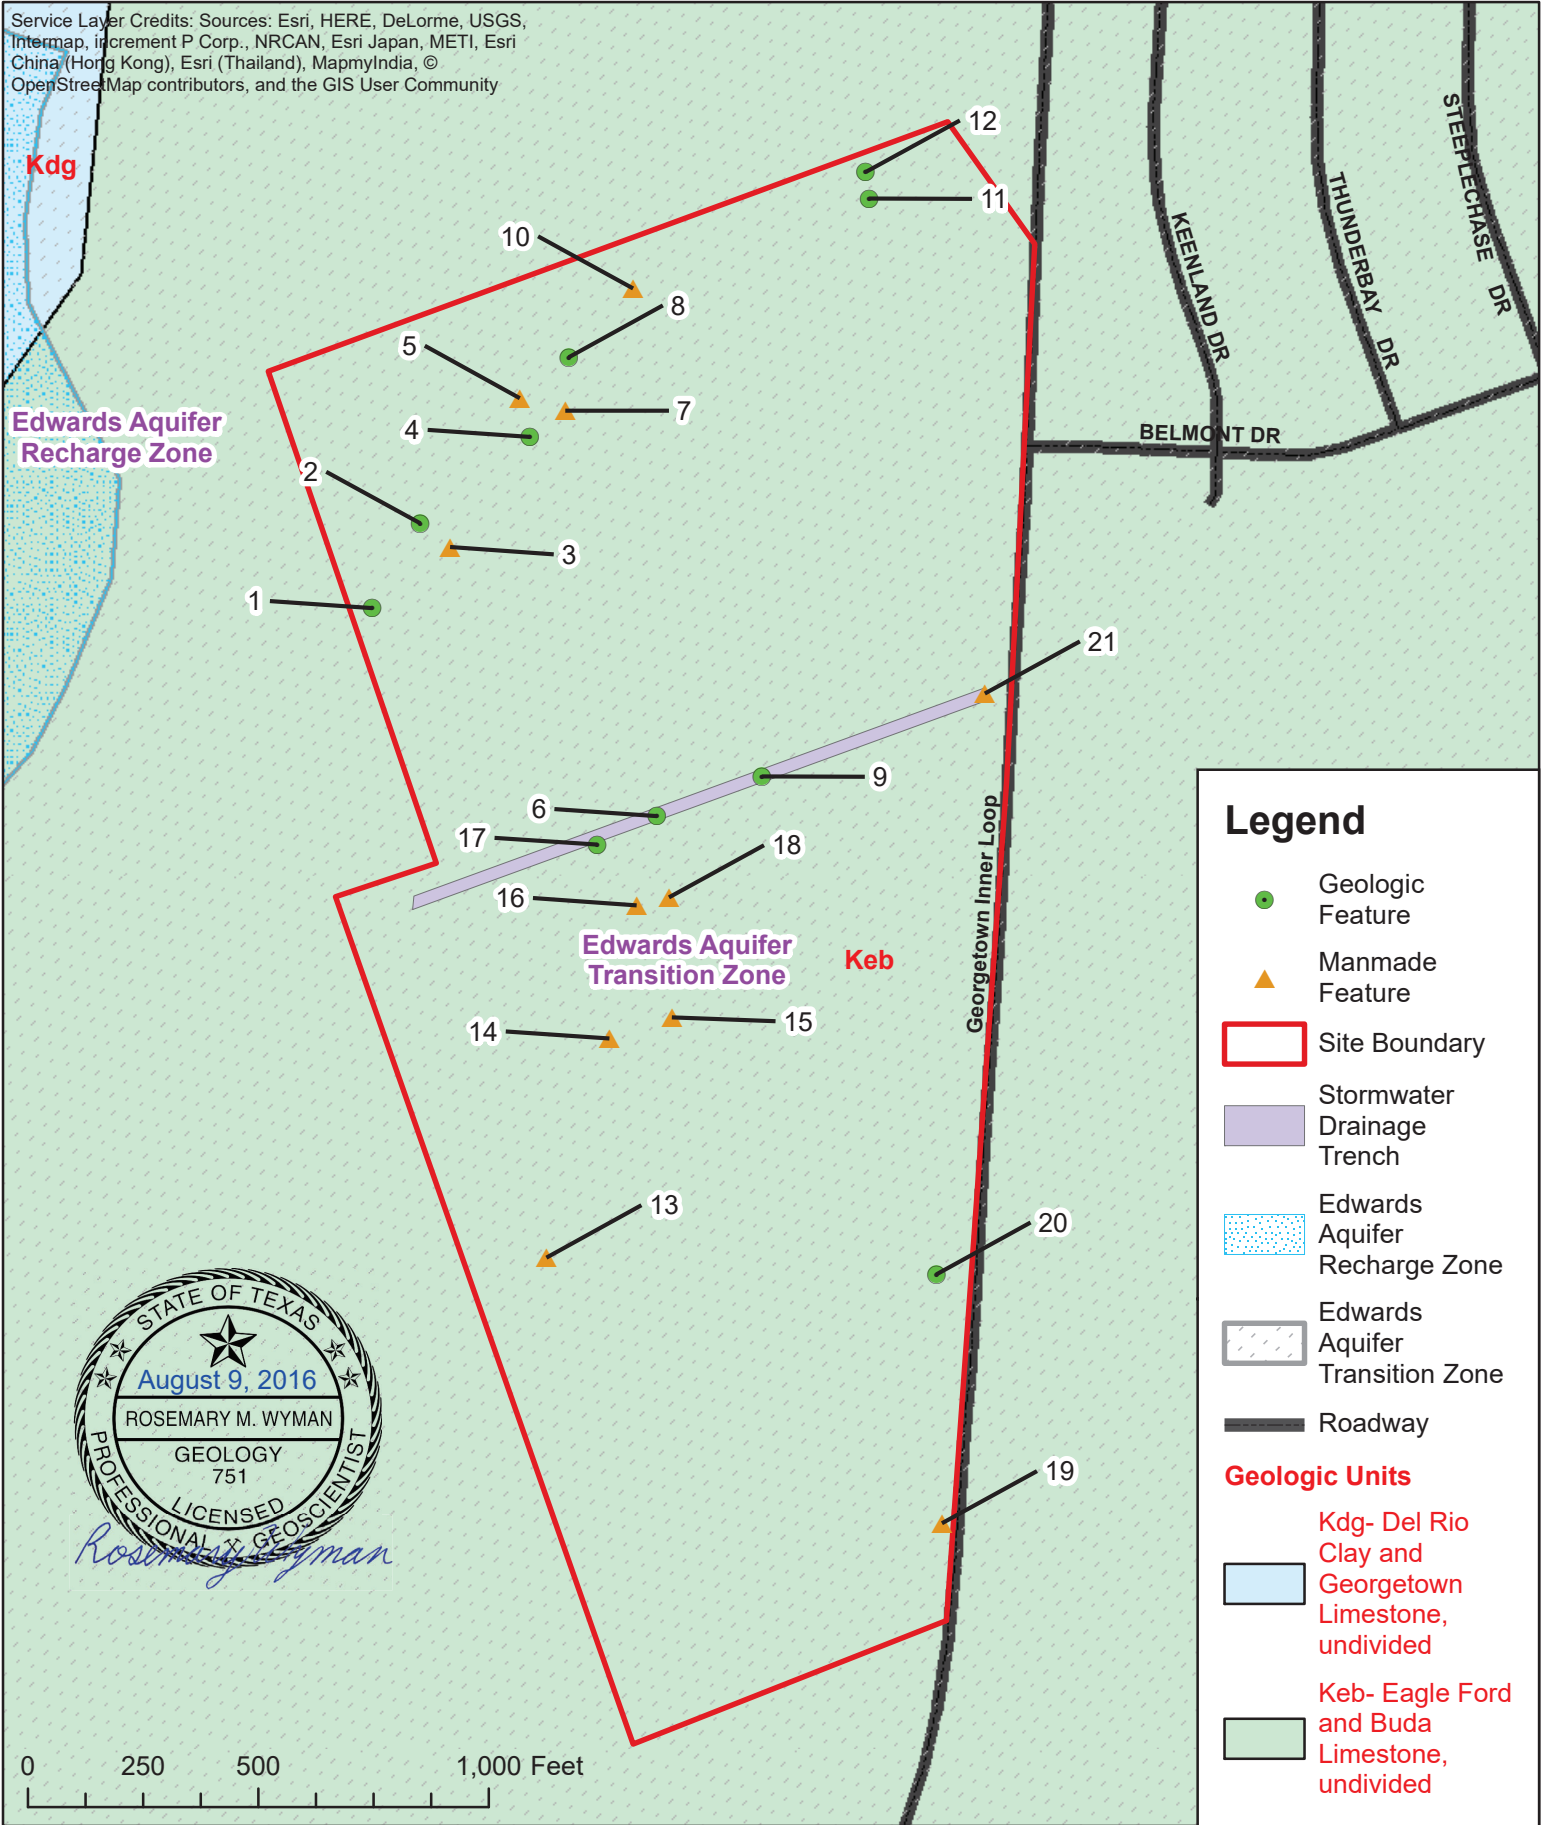 Service Layer Credits: Sources: Esri, HERE, DeLorme, USGS,
Intermap, increment P Corp., NRCAN, Esri Japan, METI, Esri
China (Hong Kong), Esri (Thailand), MapmyIndia, ©
OpenStreetMap contributors, and the GIS User Community
Kdg
12
11
10
8
5
7
4
2
3
1
KEENLAND DR
THUNDERBAY DR
STEEPLECHASE DR
BELMONT DR
Edwards Aquifer
Recharge Zone
21
9
6
17
18
16
Edwards Aquifer
Transition Zone
Keb
Georgetown Inner Loop
15
14
13
20
19
STATE OF TEXAS
August 9, 2016
ROSEMARY M. WYMAN
GEOLOGY
751
LICENSED
PROFESSIONAL GEOSCIENTIST
Rosemary Wyman
0 250 500 1,000 Feet
Legend
Geologic
Feature
Manmade
Feature
Site Boundary
Stormwater
Drainage
Trench
Edwards
Aquifer
Recharge Zone
Edwards
Aquifer
Transition Zone
Roadway
Geologic Units
Kdg- Del Rio
Clay and
Georgetown
Limestone,
undivided
Keb- Eagle Ford
and Buda
Limestone,
undivided